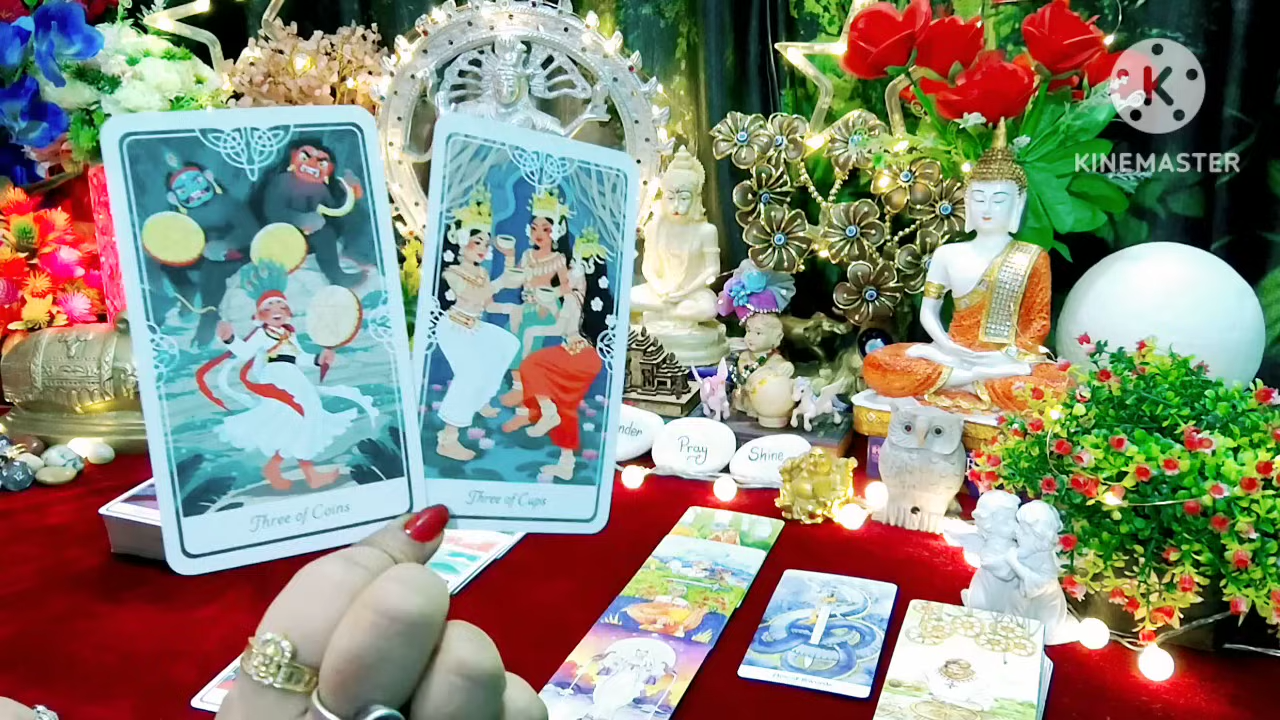 KINEMASTER
Three of Coins
Three of Cups
Pray
Shine